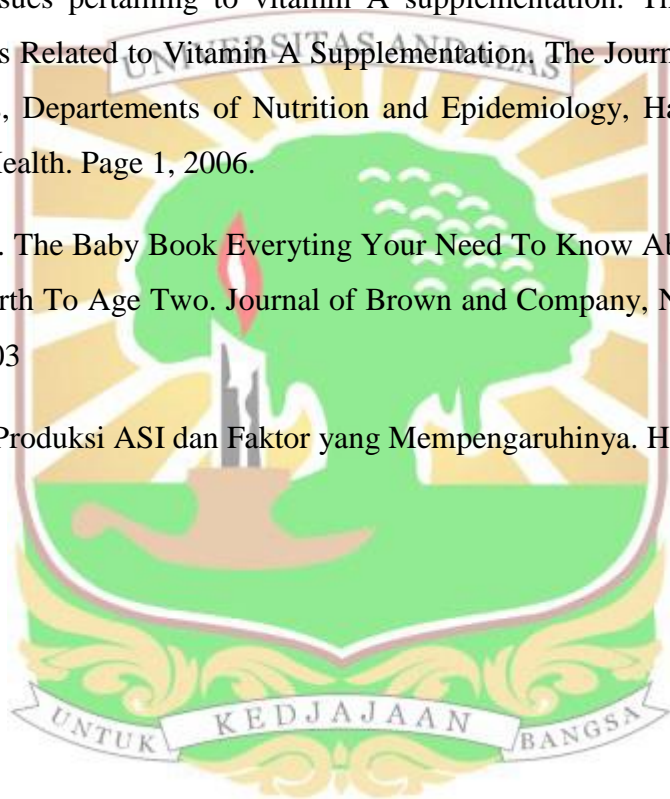 sues pertaining to vitamin A supplementation. Th
s Related to Vitamin A Supplementation. The Journ
UNIVERSITAS ANDALAS
, Departements of Nutrition and Epidemiology, Ha
Health. Page 1, 2006.
. The Baby Book Everyting Your Need To Know Ab
rth To Age Two. Journal of Brown and Company, N
03
Produksi ASI dan Faktor yang Mempengaruhinya. H
UNTUK KEDJAJAAN BANGSA